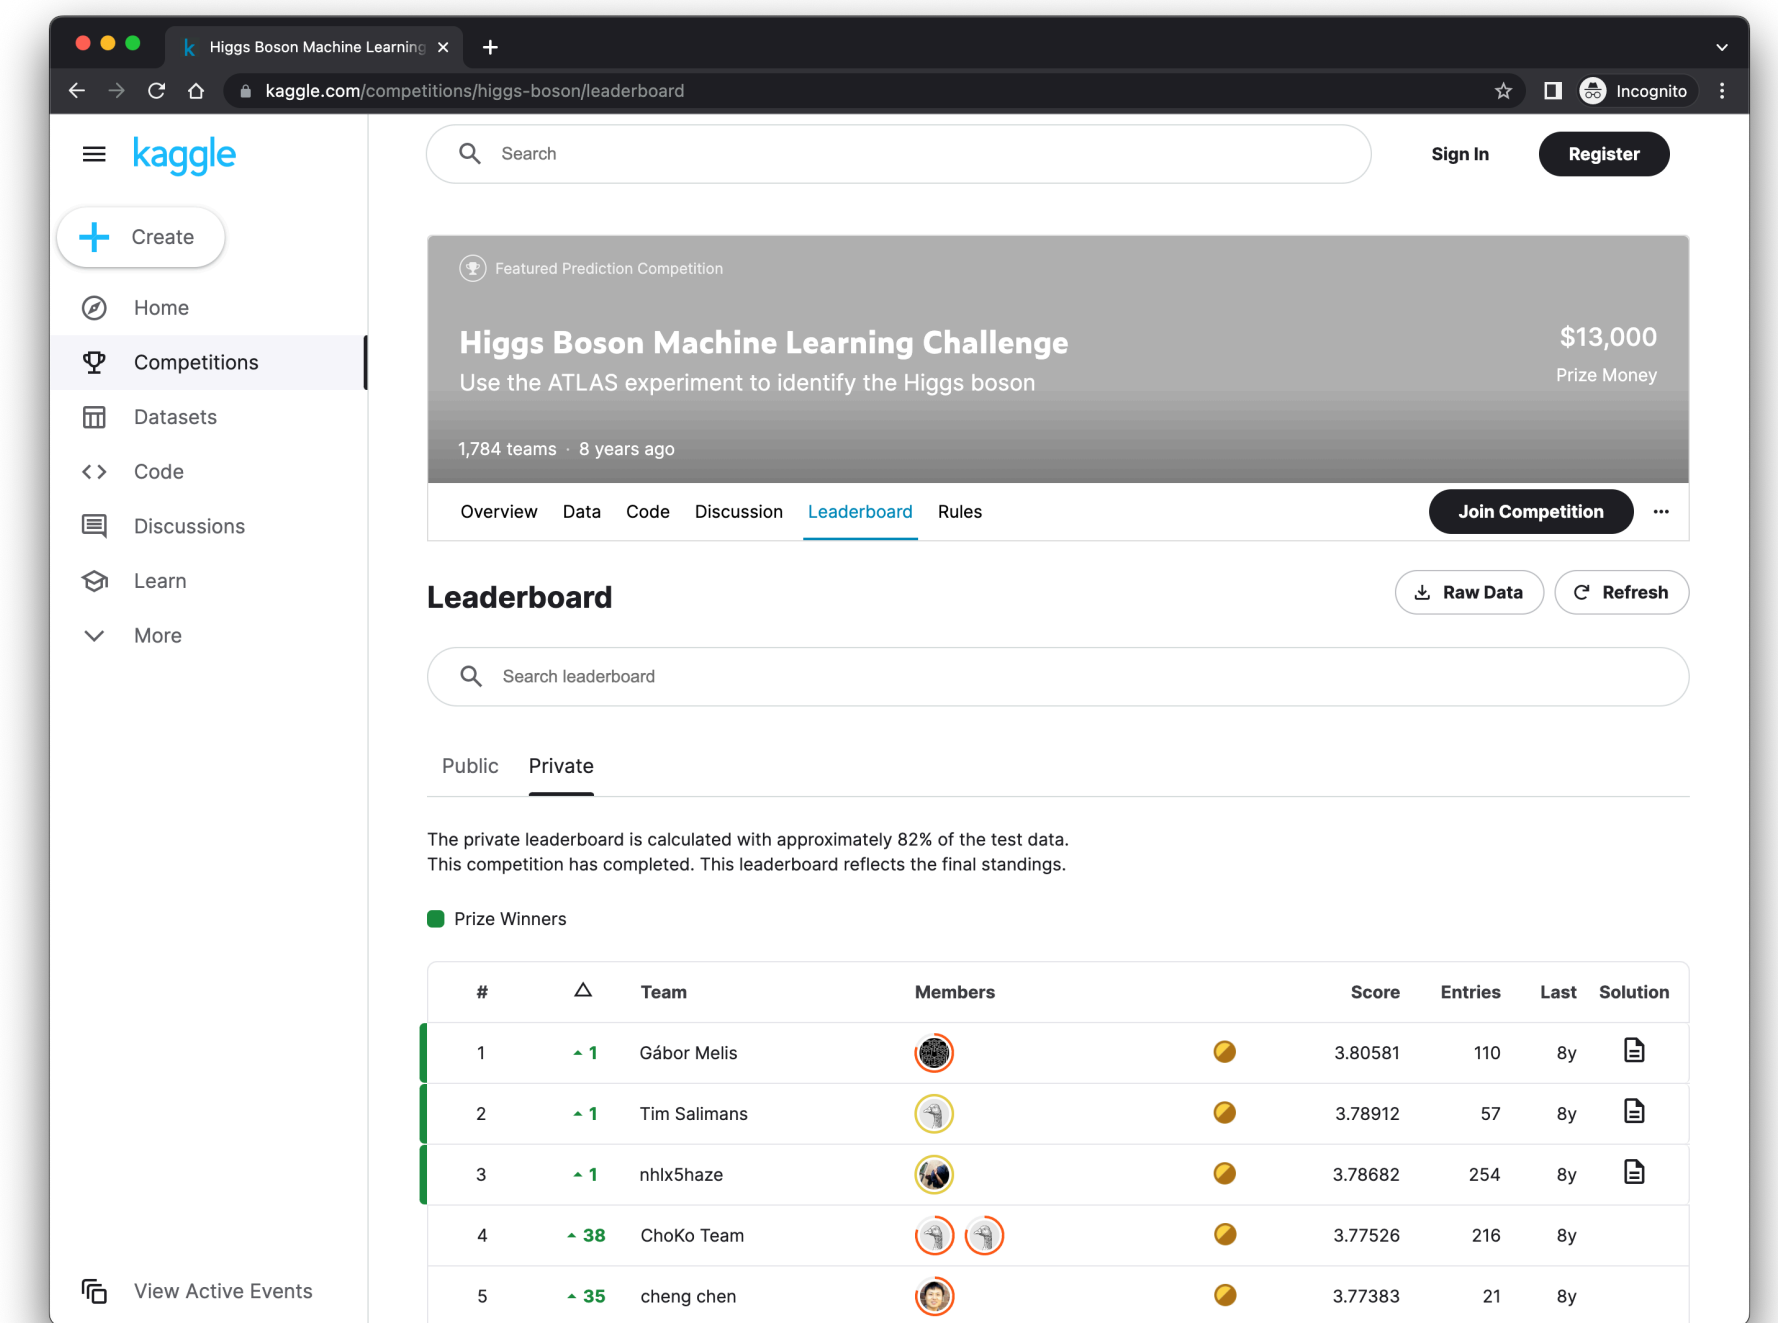 Higgs Boson Machine Learning
kaggle.com/competitions/higgs-boson/leaderboard
Incognito
kaggle
Search
Sign In
Register
Create
Home
Competitions
Datasets
Code
Discussions
Learn
More
View Active Events
Featured Prediction Competition
Higgs Boson Machine Learning Challenge
$13,000
Use the ATLAS experiment to identify the Higgs boson
Prize Money
1,784 teams · 8 years ago
Overview Data Code Discussion Leaderboard Rules
Join Competition
Leaderboard
Raw Data
Refresh
Search leaderboard
Public Private
The private leaderboard is calculated with approximately 82% of the test data.
This competition has completed. This leaderboard reflects the final standings.
Prize Winners
# △ Team Members Score Entries Last Solution
1 1 Gábor Melis 3.80581 110 8y
2 1 Tim Salimans 3.78912 57 8y
3 1 nhlx5haze 3.78682 254 8y
4 38 ChoKo Team 3.77526 216 8y
5 35 cheng chen 3.77383 21 8y